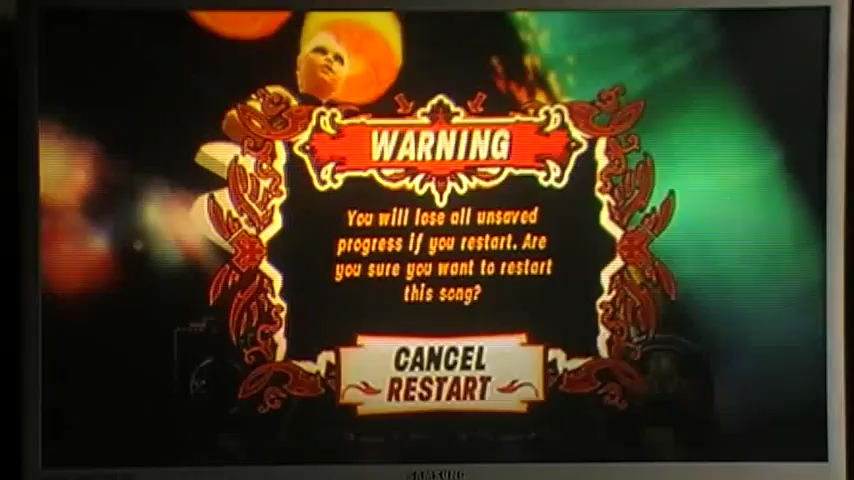 WARNING
You will lose all unsaved
progress if you restart. Are
you sure you want to restart
this song?
CANCEL
RESTART
SAMSUNG